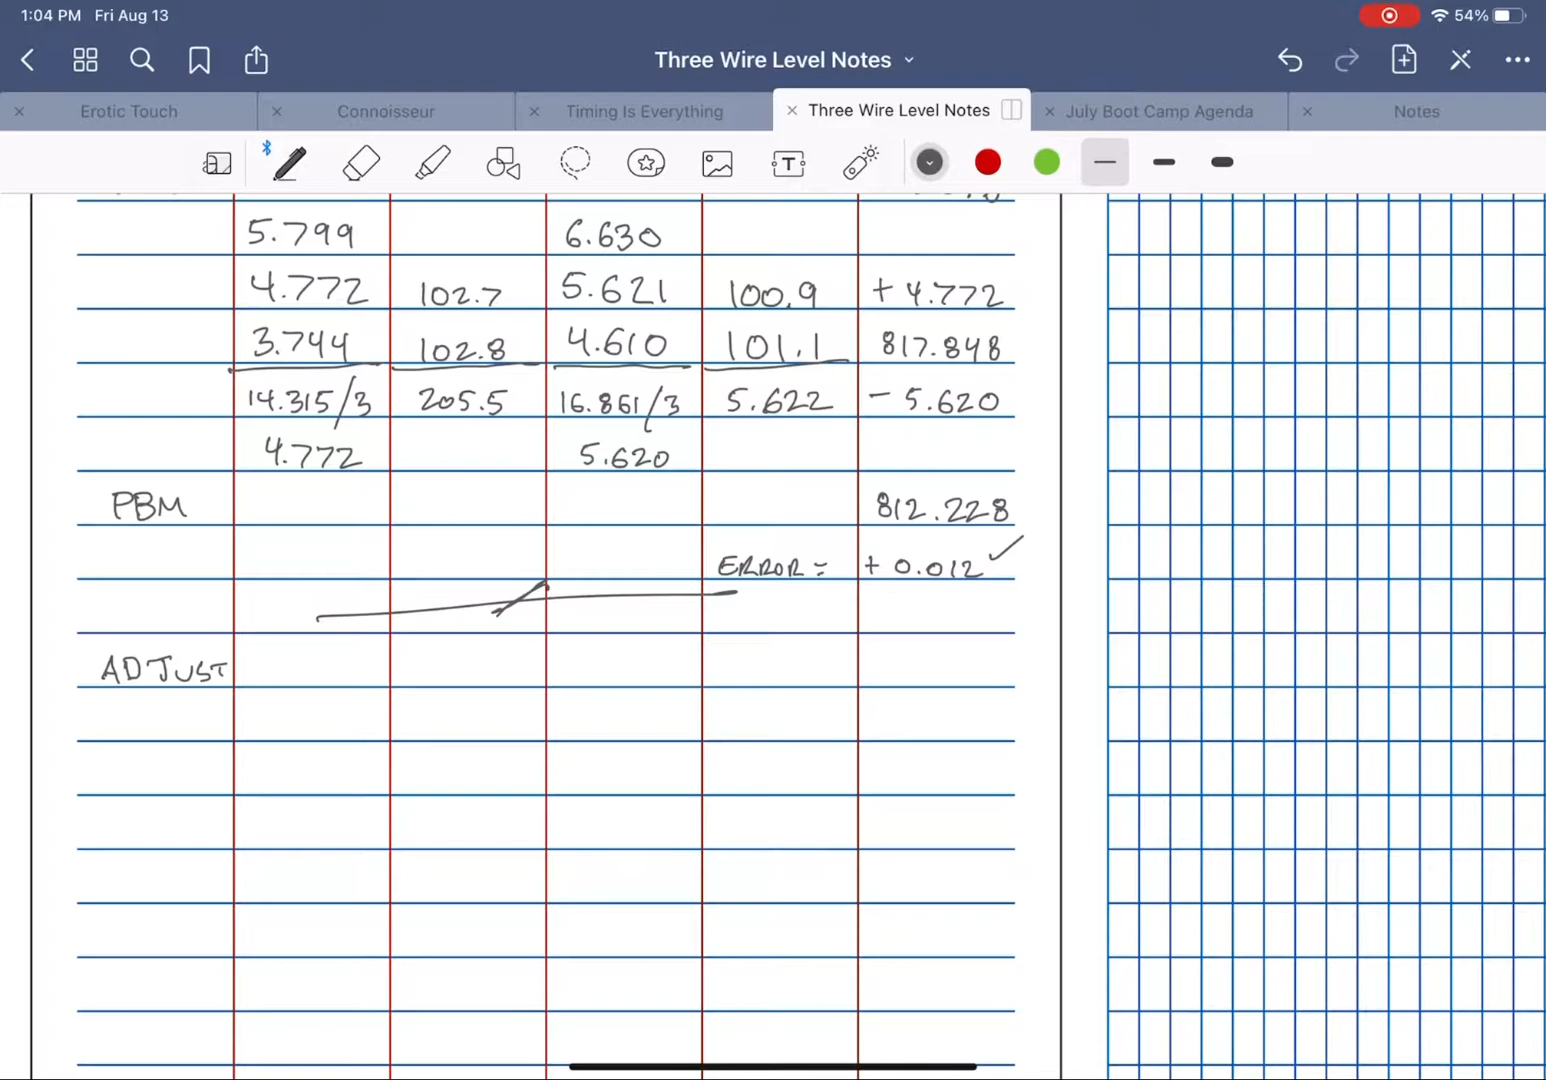 1:04 PM Fri Aug 13 54%
Three Wire Level Notes
Erotic Touch Connoisseur Timing Is Everything Three Wire Level Notes July Boot Camp Agenda Notes
5.799 6.630
4.772 102.7 5.621 100.9 + 4.772
3.744 102.8 4.610 101.1 817.848
14.315/3 205.5 16.861/3 5.622 - 5.620
4.772 5.620
PBM 812.228
ERROR = + 0.012 ✓
ADJUST